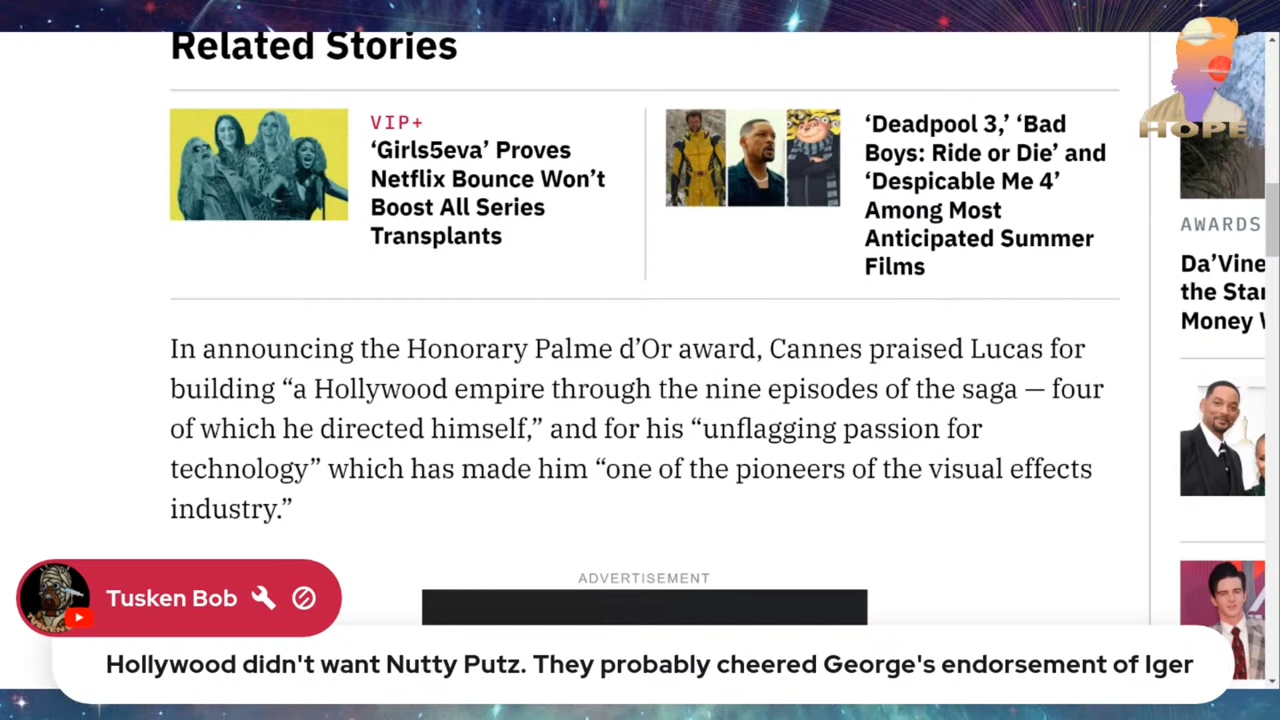 Related Stories
VIP+
‘Girls5eva’ Proves
Netflix Bounce Won’t
Boost All Series
Transplants
‘Deadpool 3,’ ‘Bad
Boys: Ride or Die’ and
‘Despicable Me 4’
Among Most
Anticipated Summer
Films
HOPE
AWARDS
Da’Vine
the Star
Money
In announcing the Honorary Palme d’Or award, Cannes praised Lucas for
building “a Hollywood empire through the nine episodes of the saga — four
of which he directed himself,” and for his “unflagging passion for
technology” which has made him “one of the pioneers of the visual effects
industry.”
ADVERTISEMENT
Tusken Bob
Hollywood didn't want Nutty Putz. They probably cheered George's endorsement of Iger